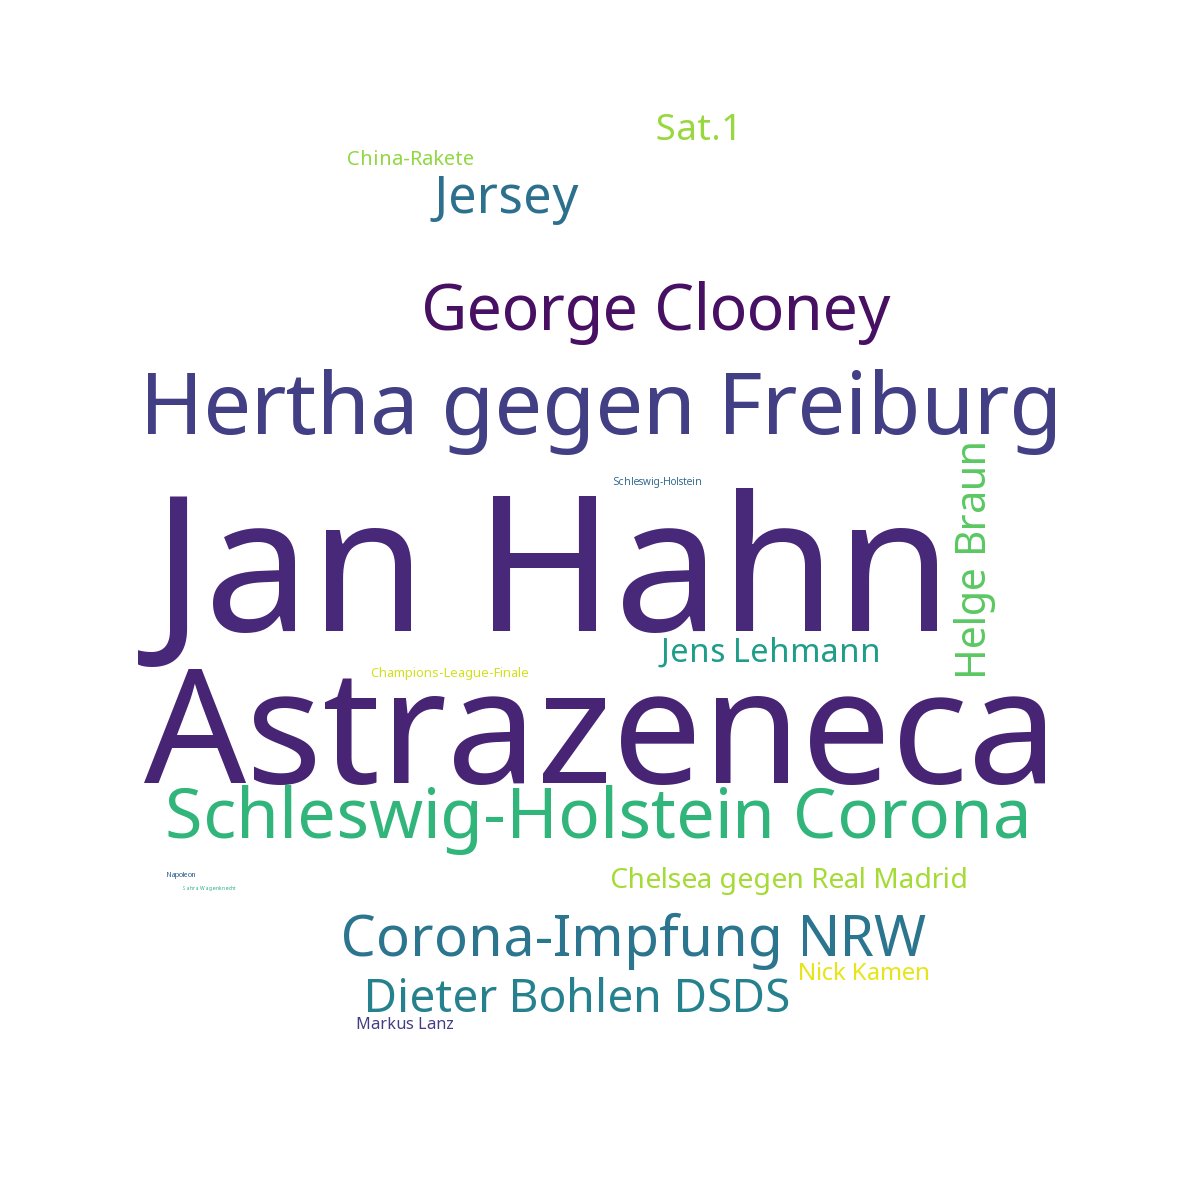 Sat.1
China-Rakete
Jersey
George Clooney
Hertha gegen Freiburg
Helge Braun
Schleswig-Holstein
Jan Hahn
Jens Lehmann
Champions-League-Finale
Astrazeneca
Schleswig-Holstein Corona
Napoleon
Sahra Wagenknecht
Chelsea gegen Real Madrid
Corona-Impfung NRW
Nick Kamen
Dieter Bohlen DSDS
Markus Lanz